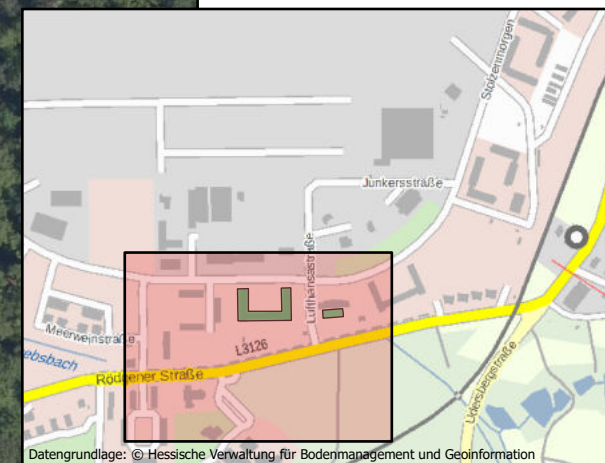 Stolzenmorgen
Junkersstraße
Lufthansastraße
Meerweinstraße
ebsbach
L3126
Rödgener Straße
Udersbergstraße
Datengrundlage: © Hessische Verwaltung für Bodenmanagement und Geoinformation